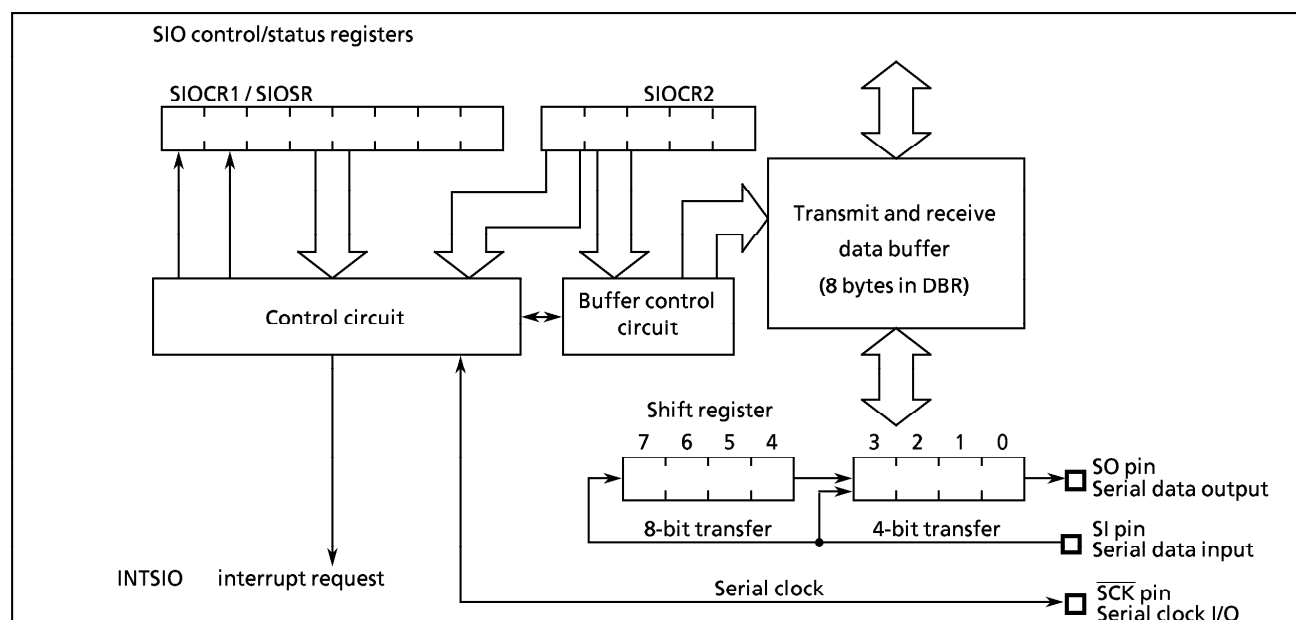 SIO control/status registers
SIOCR1 / SIOSR
SIOCR2
Transmit and receive
data buffer
(8 bytes in DBR)
Control circuit
Buffer control
circuit
Shift register
7 6 5 4 3 2 1 0
SO pin
Serial data output
8-bit transfer
4-bit transfer
SI pin
Serial data input
INTSIO interrupt request
Serial clock
S̅C̅K̅ pin
Serial clock I/O